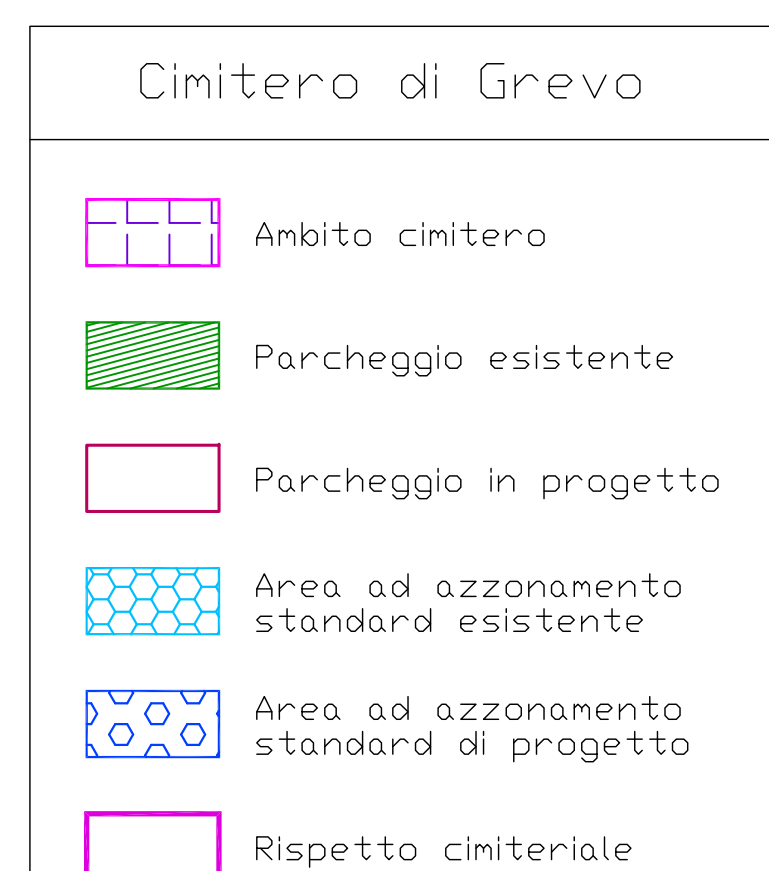 Cimitero di Grevo
Ambito cimitero
Parcheggio esistente
Parcheggio in progetto
Area ad azzonamento
standard esistente
Area ad azzonamento
standard di progetto
Rispetto cimiteriale